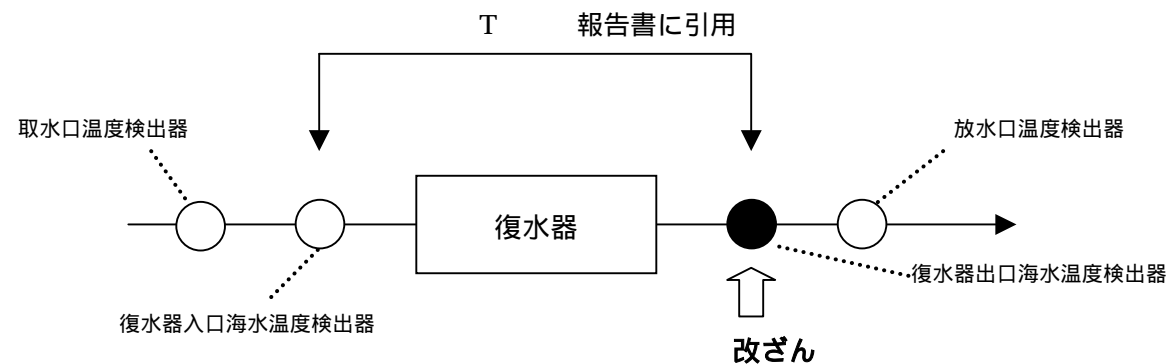 T 報告書に引用
取水口温度検出器
放水口温度検出器
復水器
復水器出口海水温度検出器
復水器入口海水温度検出器
改ざん